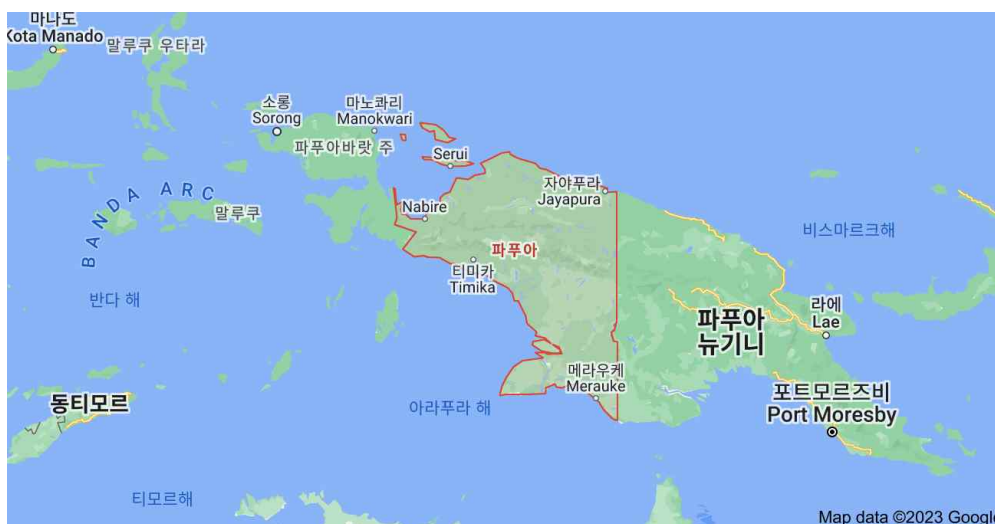 마나도
Kota Manado
말루쿠 우타라
소롱
Sorong
마노콰리
Manokwari
파푸아바랏 주
Serui
자야푸라
Jayapura
BANDA ARC
말루쿠
Nabire
파푸아
비스마르크해
티미카
Timika
반다 해
라에
Lae
파푸아
뉴기니
메라우케
Merauke
동티모르
아라푸라 해
포트모르즈비
Port Moresby
티모르해
Map data ©2023 Google